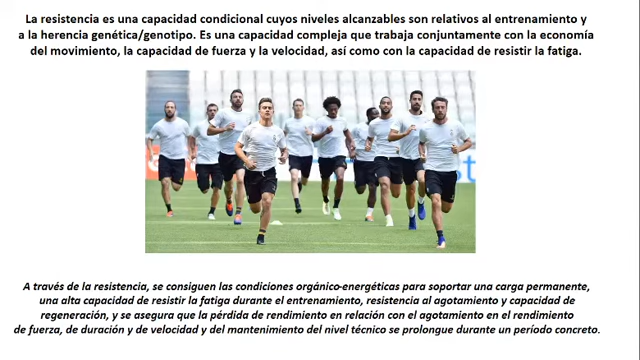 La resistencia es una capacidad condicional cuyos niveles alcanzables son relativos al entrenamiento y
a la herencia genética/genotipo. Es una capacidad compleja que trabaja conjuntamente con la economía
del movimiento, la capacidad de fuerza y la velocidad, así como con la capacidad de resistir la fatiga.
A través de la resistencia, se consiguen las condiciones orgánico-energéticas para soportar una carga permanente,
una alta capacidad de resistir la fatiga durante el entrenamiento, resistencia al agotamiento y capacidad de
regeneración, y se asegura que la pérdida de rendimiento en relación con el agotamiento en el rendimiento
de fuerza, de duración y de velocidad y del mantenimiento del nivel técnico se prolongue durante un período concreto.